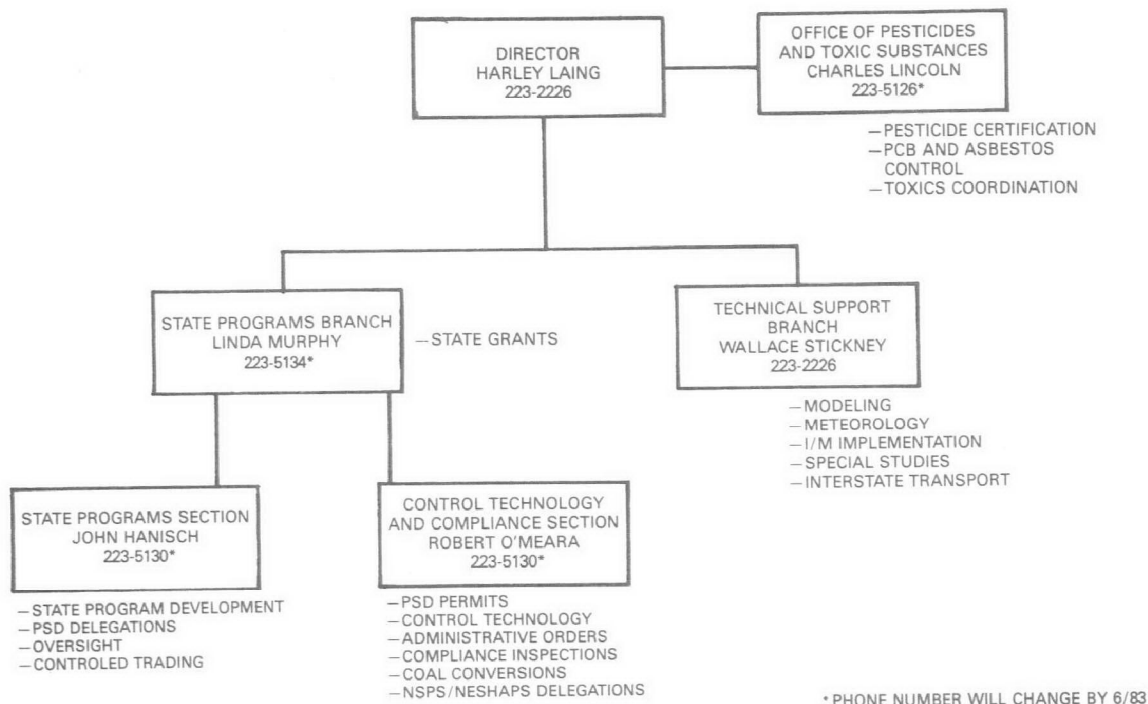 DIRECTOR
HARLEY LAING
223-2226
OFFICE OF PESTICIDES
AND TOXIC SUBSTANCES
CHARLES LINCOLN
223-5126*
—PESTICIDE CERTIFICATION
—PCB AND ASBESTOS
CONTROL
—TOXICS COORDINATION
STATE PROGRAMS BRANCH
LINDA MURPHY
223-5134*
—STATE GRANTS
TECHNICAL SUPPORT
BRANCH
WALLACE STICKNEY
223-2226
—MODELING
—METEOROLOGY
—I/M IMPLEMENTATION
—SPECIAL STUDIES
—INTERSTATE TRANSPORT
STATE PROGRAMS SECTION
JOHN HANISCH
223-5130*
—STATE PROGRAM DEVELOPMENT
—PSD DELEGATIONS
—OVERSIGHT
—CONTROLED TRADING
CONTROL TECHNOLOGY
AND COMPLIANCE SECTION
ROBERT O'MEARA
223-5130*
—PSD PERMITS
—CONTROL TECHNOLOGY
—ADMINISTRATIVE ORDERS
—COMPLIANCE INSPECTIONS
—COAL CONVERSIONS
—NSPS/NESHAPS DELEGATIONS
* PHONE NUMBER WILL CHANGE BY 6/83